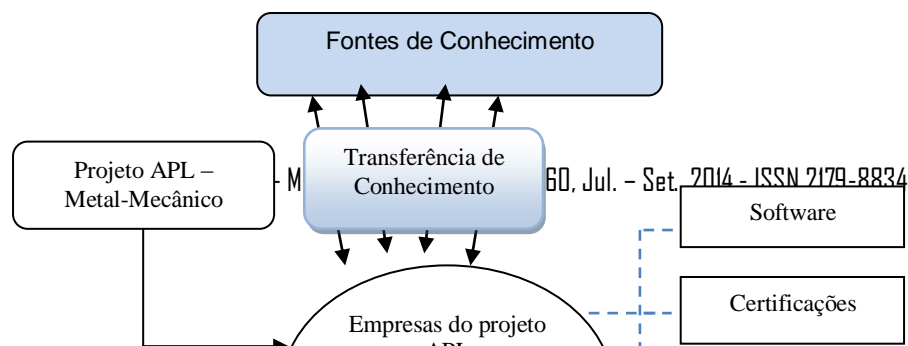 Fontes de Conhecimento
Transferência de
Conhecimento
Projeto APL –
Metal-Mecânico
- M
60, Jul. – Set. 2014 - ISSN 2179-8834
Software
Certificações
Empresas do projeto
APL